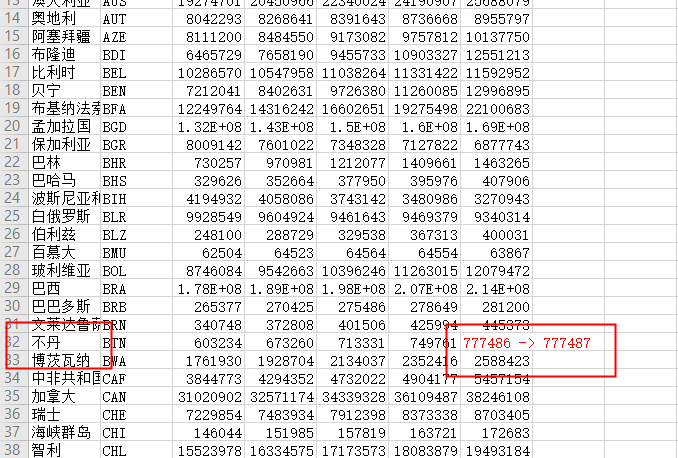 13 澳大利亚 AUS 19274701 20450966 22340024 24190907 25688079
14 奥地利 AUT 8042293 8268641 8391643 8736668 8955797
15 阿塞拜疆 AZE 8111200 8484550 9173082 9757812 10137750
16 布隆迪 BDI 6465729 7658190 9455733 10903327 12551213
17 比利时 BEL 10286570 10547958 11038264 11331422 11592952
18 贝宁 BEN 7212041 8402631 9726380 11260085 12996895
19 布基纳法索 BFA 12249764 14316242 16602651 19275498 22100683
20 孟加拉国 BGD 1.32E+08 1.43E+08 1.5E+08 1.6E+08 1.69E+08
21 保加利亚 BGR 8009142 7601022 7348328 7127822 6877743
22 巴林 BHR 730257 970981 1212077 1409661 1463265
23 巴哈马 BHS 329626 352664 377950 395976 407906
24 波斯尼亚和 BIH 4194932 4058086 3743142 3480986 3270943
25 白俄罗斯 BLR 9928549 9604924 9461643 9469379 9340314
26 伯利兹 BLZ 248100 288729 329538 367313 400031
27 百慕大 BMU 62504 64523 64564 64554 63867
28 玻利维亚 BOL 8746084 9542663 10396246 11263015 12079472
29 巴西 BRA 1.78E+08 1.89E+08 1.98E+08 2.07E+08 2.14E+08
30 巴巴多斯 BRB 265377 270425 275486 278649 281200
31 文莱达鲁萨 BRN 340748 372808 401506 425994 445373
32 不丹 BTN 603234 673260 713331 749761 777486 -> 777487
33 博茨瓦纳 BWA 1761930 1928704 2134037 2352416 2588423
34 中非共和国 CAF 3844773 4294352 4732022 4904177 5457154
35 加拿大 CAN 31020902 32571174 34339328 36109487 38246108
36 瑞士 CHE 7229854 7483934 7912398 8373338 8703405
37 海峡群岛 CHI 146044 151985 157819 163721 172683
38 智利 CHL 15523978 16334575 17173573 18083879 19493184